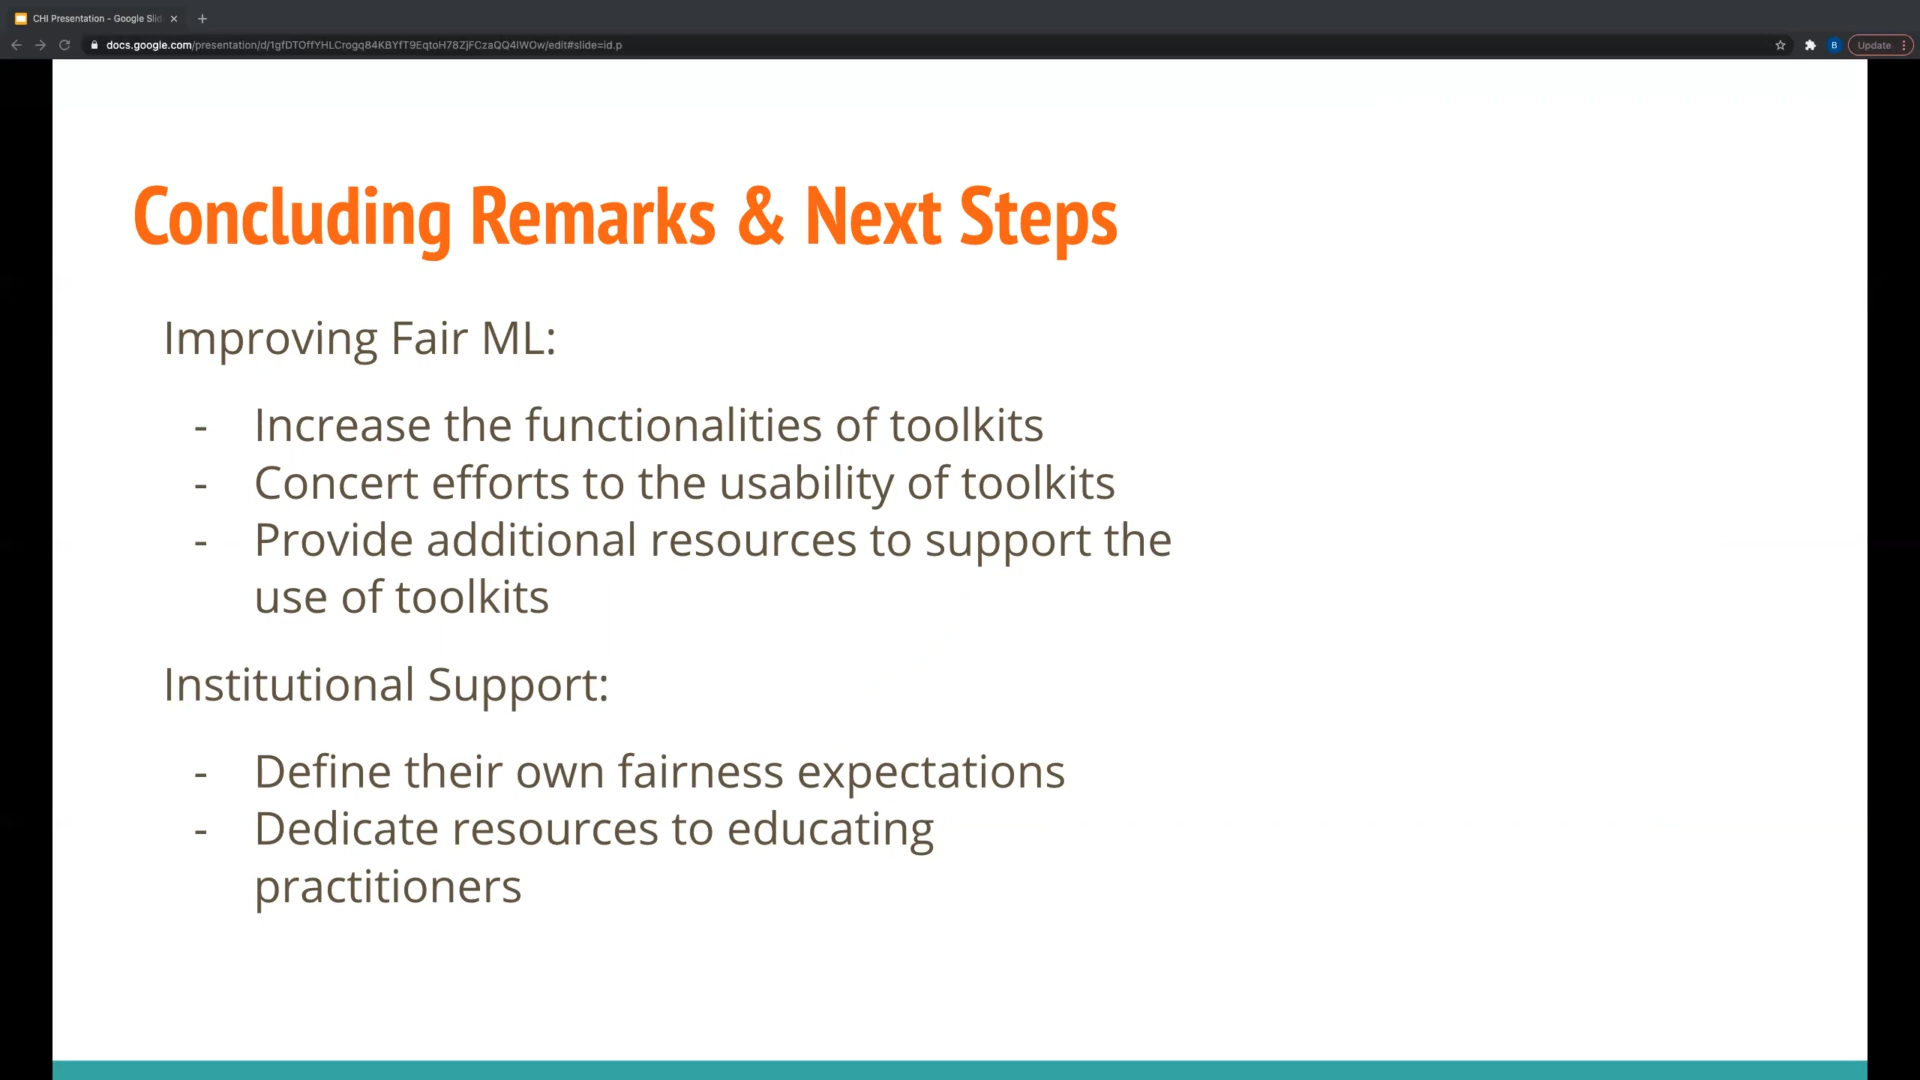 CHI Presentation - Google Slid
docs.google.com/presentation/d/1gfDTOffYHLCrogq84KBYfT9EqtoH78ZjFCzaQQ4lWOw/edit#slide=id.p
B
Update
Concluding Remarks & Next Steps
Improving Fair ML:
- Increase the functionalities of toolkits
- Concert efforts to the usability of toolkits
- Provide additional resources to support the
use of toolkits
Institutional Support:
- Define their own fairness expectations
- Dedicate resources to educating
practitioners